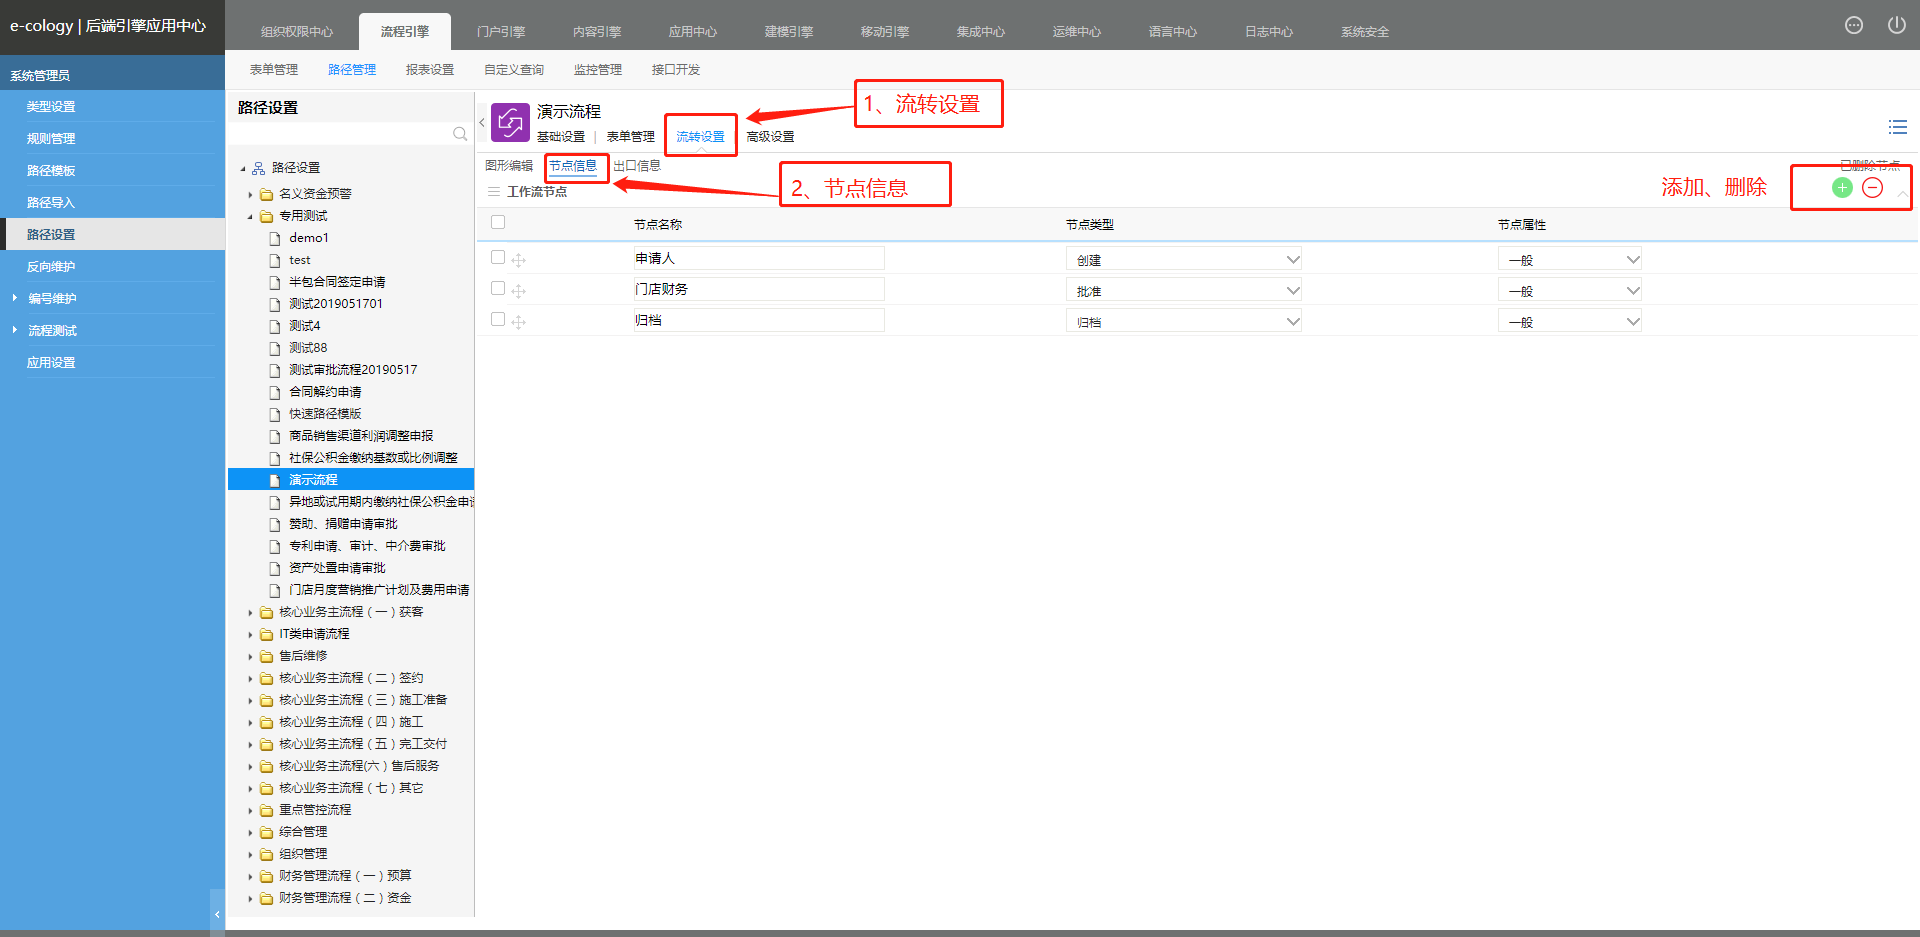 e-cology | 后端引擎应用中心
组织权限中心 流程引擎 门户引擎 内容引擎 应用中心 建模引擎 移动引擎 集成中心 运维中心 语言中心 日志中心 系统安全
系统管理员
类型设置
规则管理
路径模板
路径导入
路径设置
反向维护
编号维护
流程测试
应用设置
表单管理 路径管理 报表设置 自定义查询 监控管理 接口开发
路径设置
路径设置
名义资金预警
专用测试
demo1
test
半包合同签定申请
测试2019051701
测试4
测试88
测试审批流程20190517
合同解约申请
快速路径模版
商品销售渠道利润调整申报
社保公积金缴纳基数或比例调整
演示流程
异地或试用期内缴纳社保公积金申请
赞助、捐赠申请审批
专利申请、审计、中介费审批
资产处置申请审批
门店月度营销推广计划及费用申请
核心业务主流程（一）获客
IT类申请流程
售后维修
核心业务主流程（二）签约
核心业务主流程（三）施工准备
核心业务主流程（四）施工
核心业务主流程（五）完工交付
核心业务主流程(六）售后服务
核心业务主流程（七）其它
重点管控流程
综合管理
组织管理
财务管理流程（一）预算
财务管理流程（二）资金
演示流程
基础设置 | 表单管理 | 流转设置 | 高级设置
1、流转设置
图形编辑 节点信息 出口信息
已删除节点
2、节点信息
添加、删除
工作流节点
节点名称 节点类型 节点属性
申请人 创建 一般
门店财务 批准 一般
归档 归档 一般